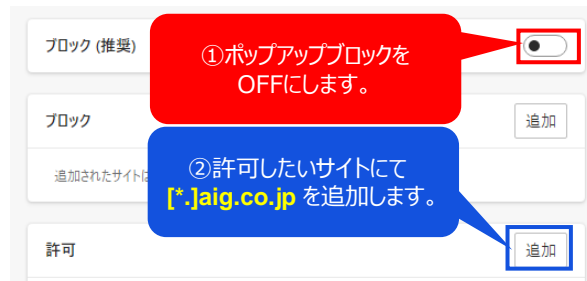 ブロック (推奨)
①ポップアップブロックを
OFFにします。
ブロック
追加
追加されたサイトは
②許可したいサイトにて
[*.]aig.co.jp を追加します。
許可
追加